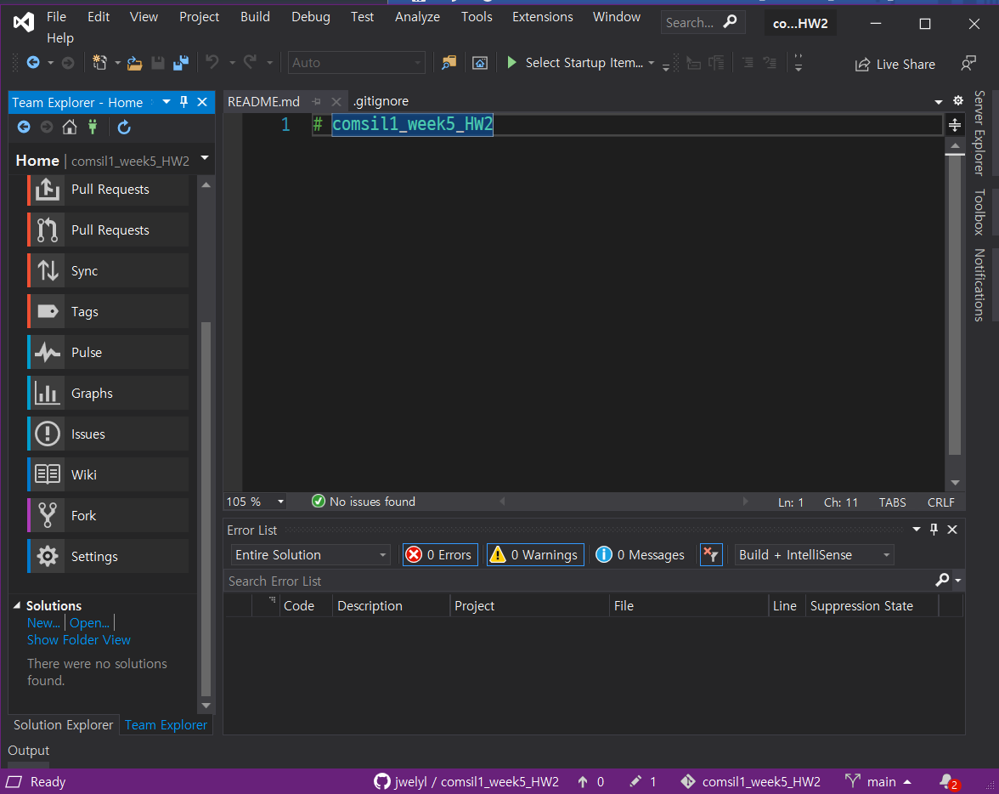 File Edit View Project Build Debug Test Analyze Tools Extensions Window Search... co...HW2
Help
Auto Select Startup Item... Live Share
Team Explorer - Home
README.md .gitignore
1 # comsil1_week5_HW2
Home | comsil1_week5_HW2
Pull Requests
Pull Requests
Sync
Tags
Pulse
Graphs
Issues
Wiki
Fork
Settings
Solutions
New... Open...
Show Folder View
There were no solutions
found.
Solution Explorer Team Explorer
Server Explorer
Toolbox
Notifications
105 % No issues found Ln: 1 Ch: 11 TABS CRLF
Error List
Entire Solution 0 Errors 0 Warnings 0 Messages Build + IntelliSense
Search Error List
Code Description Project File Line Suppression State
Output
Ready jwelyl / comsil1_week5_HW2 0 1 comsil1_week5_HW2 main 2